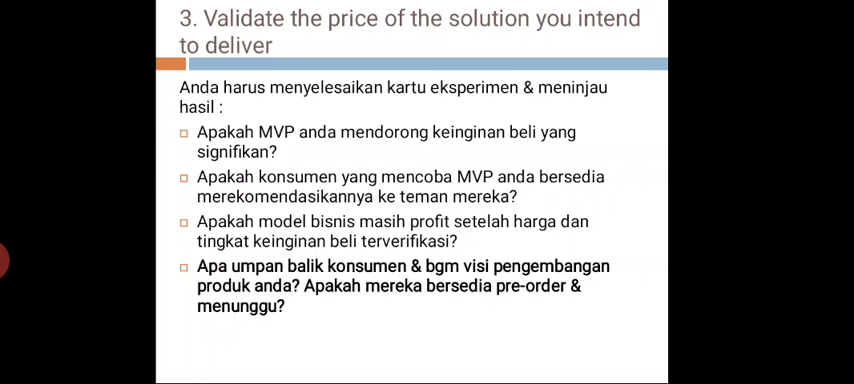 3. Validate the price of the solution you intend
to deliver
Anda harus menyelesaikan kartu eksperimen & meninjau
hasil :
Apakah MVP anda mendorong keinginan beli yang
signifikan?
Apakah konsumen yang mencoba MVP anda bersedia
merekomendasikannya ke teman mereka?
Apakah model bisnis masih profit setelah harga dan
tingkat keinginan beli terverifikasi?
Apa umpan balik konsumen & bgm visi pengembangan
produk anda? Apakah mereka bersedia pre-order &
menunggu?